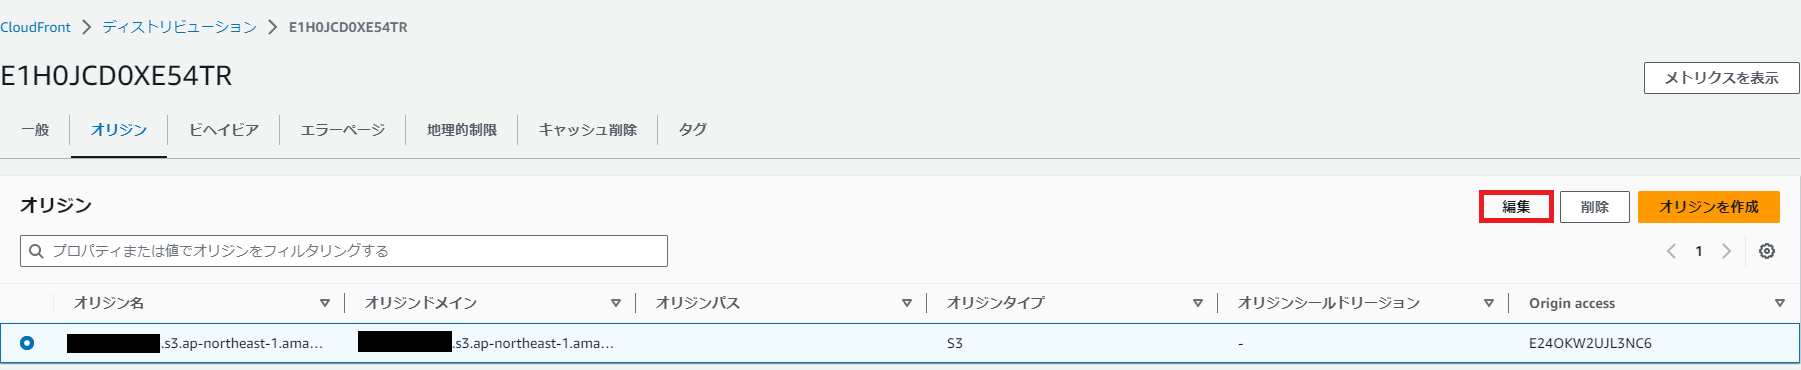 CloudFront > ディストリビューション > E1H0JCD0XE54TR
E1H0JCD0XE54TR
メトリクスを表示
一般 オリジン ビヘイビア エラーページ 地理的制限 キャッシュ削除 タグ
オリジン
編集 削除 オリジンを作成
プロパティまたは値でオリジンをフィルタリングする
1
オリジン名 オリジンドメイン オリジンパス オリジンタイプ オリジンシールドリージョン Origin access
.s3.ap-northeast-1.ama... .s3.ap-northeast-1.ama... S3 - E24OKW2UJL3NC6